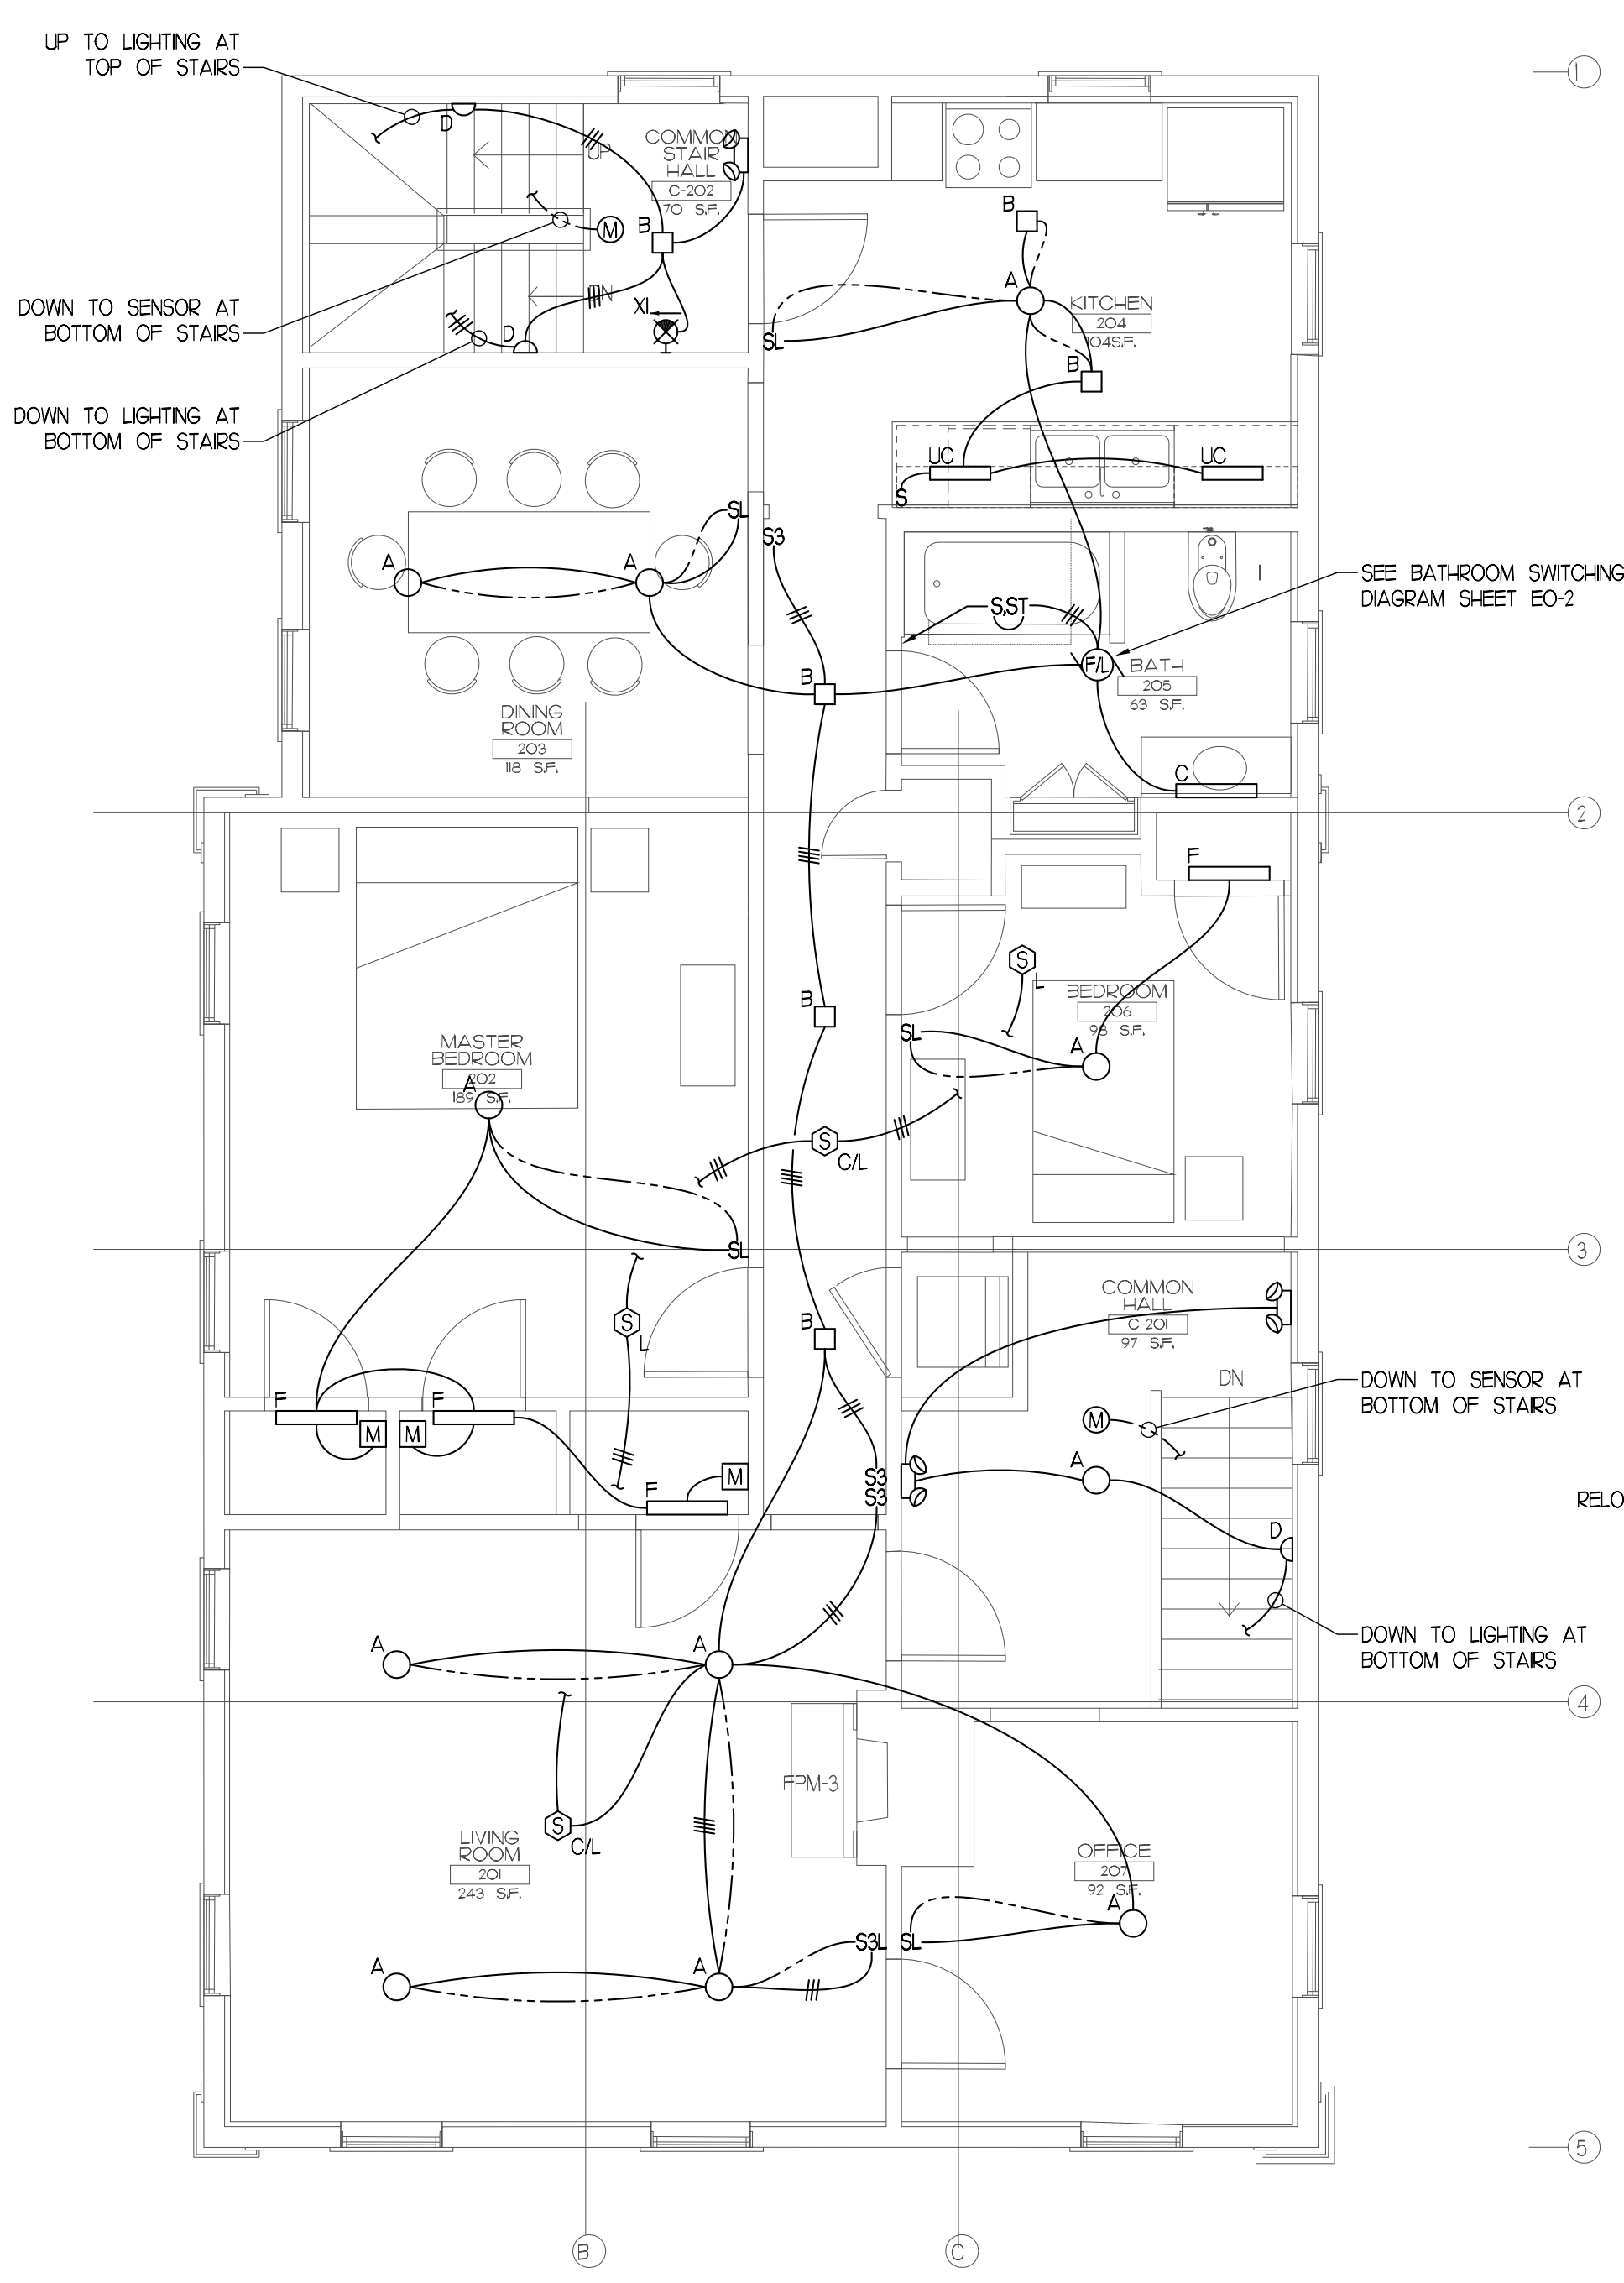 UP TO LIGHTING AT
TOP OF STAIRS
1
D
UP
COMMON
STAIR
HALL
C-202
70 S.F.
M
B
B
DOWN TO SENSOR AT
BOTTOM OF STAIRS
DN
X1
D
A
KITCHEN
204
104S.F.
SL
B
DOWN TO LIGHTING AT
BOTTOM OF STAIRS
UC
UC
S
SL
S3
A
A
1
SEE BATHROOM SWITCHING
DIAGRAM SHEET E0-2
S,ST
F/L
BATH
205
63 S.F.
B
DINING
ROOM
203
118 S.F.
C
2
F
S
L
BEDROOM
206
98 S.F.
B
SL
A
MASTER
BEDROOM
202
A
189 S.F.
S
C/L
SL
3
COMMON
HALL
C-201
97 S.F.
S
L
B
DN
DOWN TO SENSOR AT
BOTTOM OF STAIRS
F
F
M
M
M
A
M
F
S3
S3
RELO
D
DOWN TO LIGHTING AT
BOTTOM OF STAIRS
A
A
4
FPM-3
S
C/L
LIVING
ROOM
201
243 S.F.
OFFICE
207
92 S.F.
A
S3L
SL
A
A
5
B
C